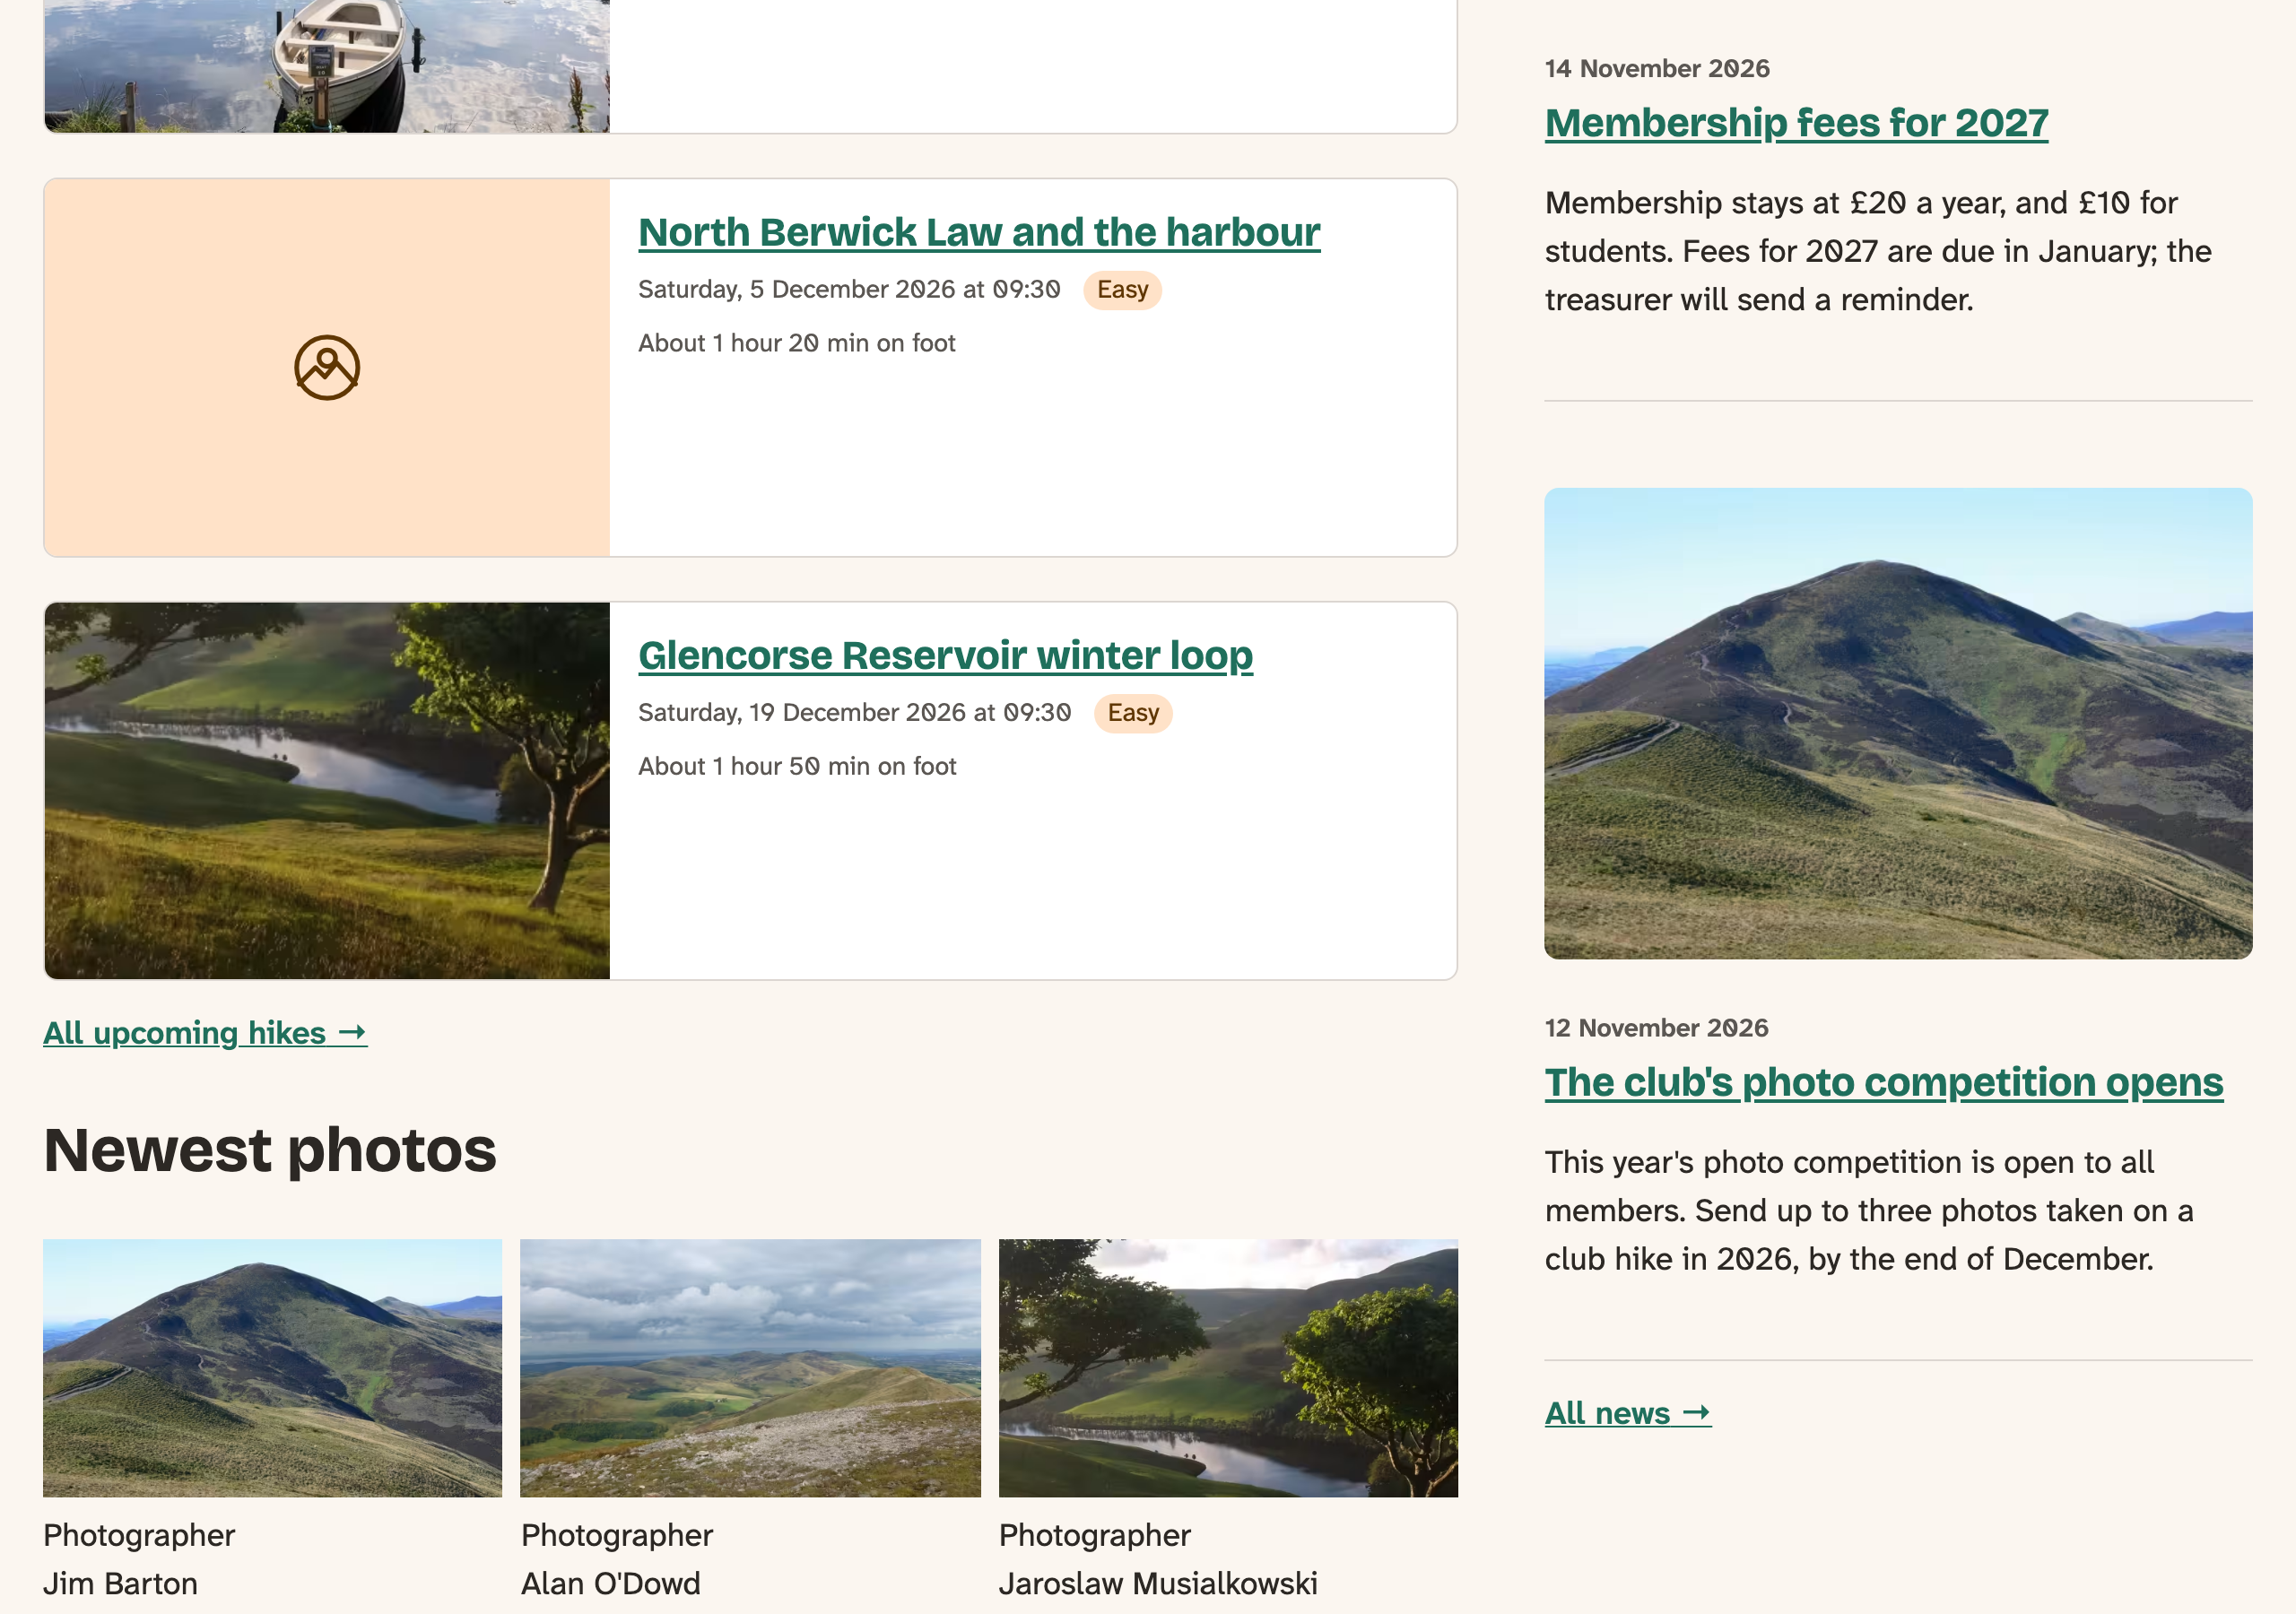 North Berwick Law and the harbour
Saturday, 5 December 2026 at 09:30 Easy
About 1 hour 20 min on foot
Glencorse Reservoir winter loop
Saturday, 19 December 2026 at 09:30 Easy
About 1 hour 50 min on foot
All upcoming hikes →
Newest photos
Photographer
Jim Barton
Photographer
Alan O'Dowd
Photographer
Jaroslaw Musialkowski
14 November 2026
Membership fees for 2027
Membership stays at £20 a year, and £10 for
students. Fees for 2027 are due in January; the
treasurer will send a reminder.
12 November 2026
The club's photo competition opens
This year's photo competition is open to all
members. Send up to three photos taken on a
club hike in 2026, by the end of December.
All news →